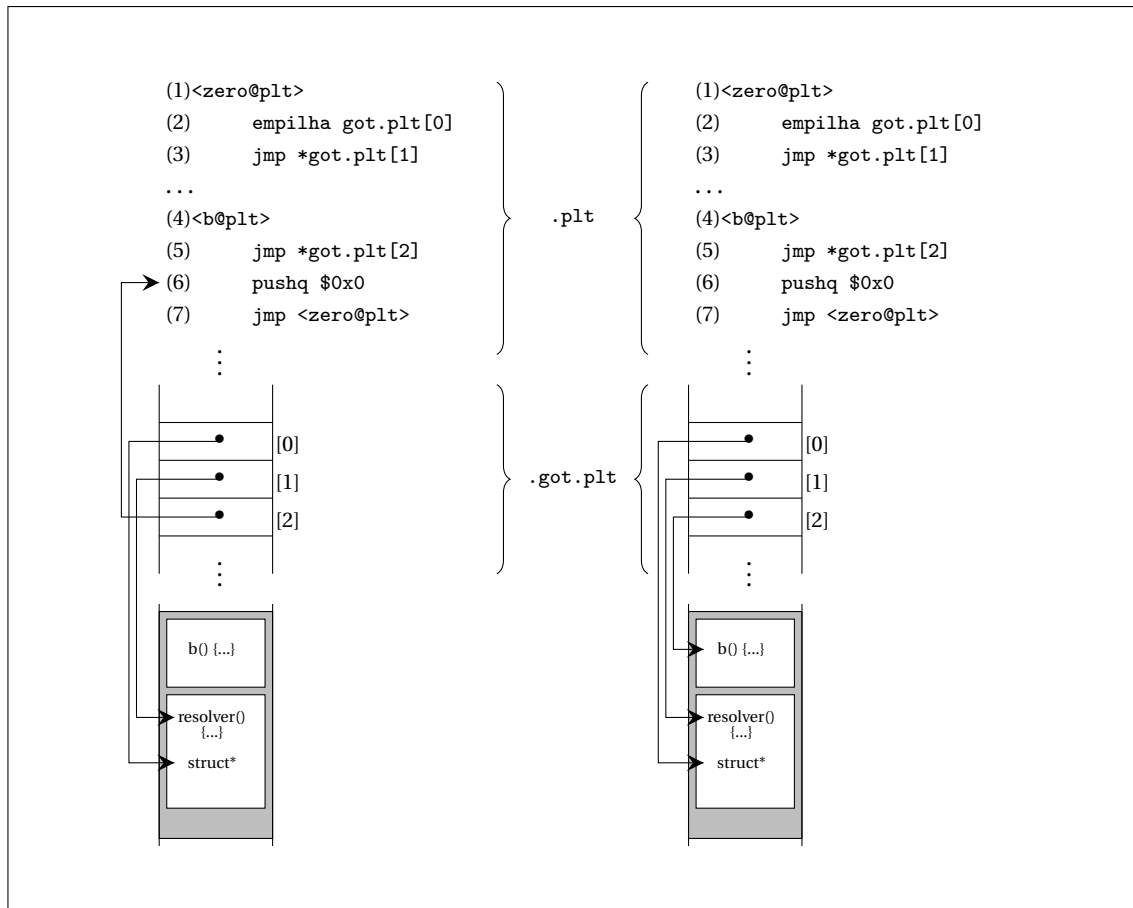 (1)<zero@plt>
(2) empilha got.plt[0]
(3) jmp *got.plt[1]
...
(4)<b@plt>
(5) jmp *got.plt[2]
(6) pushq $0x0
(7) jmp <zero@plt>
.plt
(1)<zero@plt>
(2) empilha got.plt[0]
(3) jmp *got.plt[1]
...
(4)<b@plt>
(5) jmp *got.plt[2]
(6) pushq $0x0
(7) jmp <zero@plt>
[0]
[1]
[2]
.got.plt
[0]
[1]
[2]
b() {...}
resolver()
{...}
struct*
b() {...}
resolver()
{...}
struct*